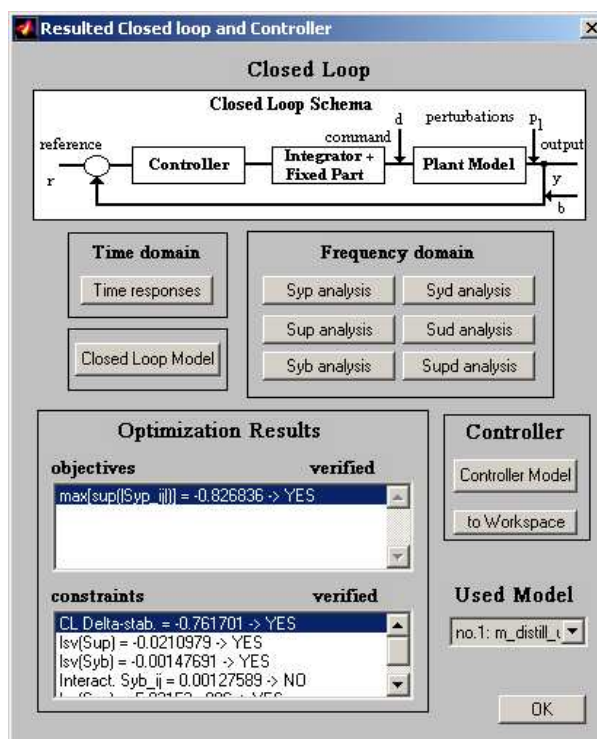 Resulted Closed loop and Controller
Closed Loop
Closed Loop Schema
reference
r
Controller
command
Integrator +
Fixed Part
d
perturbations
Plant Model
p1
output
y
b
Time domain
Time responses
Closed Loop Model
Frequency domain
Syp analysis
Syd analysis
Sup analysis
Sud analysis
Syb analysis
Supd analysis
Optimization Results
objectives verified
max[sup(|Syp_ij|)] = -0.826836 -> YES
constraints verified
CL Delta-stab. = -0.761701 -> YES
lsv(Sup) = -0.0210979 -> YES
lsv(Syb) = -0.00147691 -> YES
Interact. Syb_ij = 0.00127589 -> NO
Controller
Controller Model
to Workspace
Used Model
no.1: m_distill_
OK